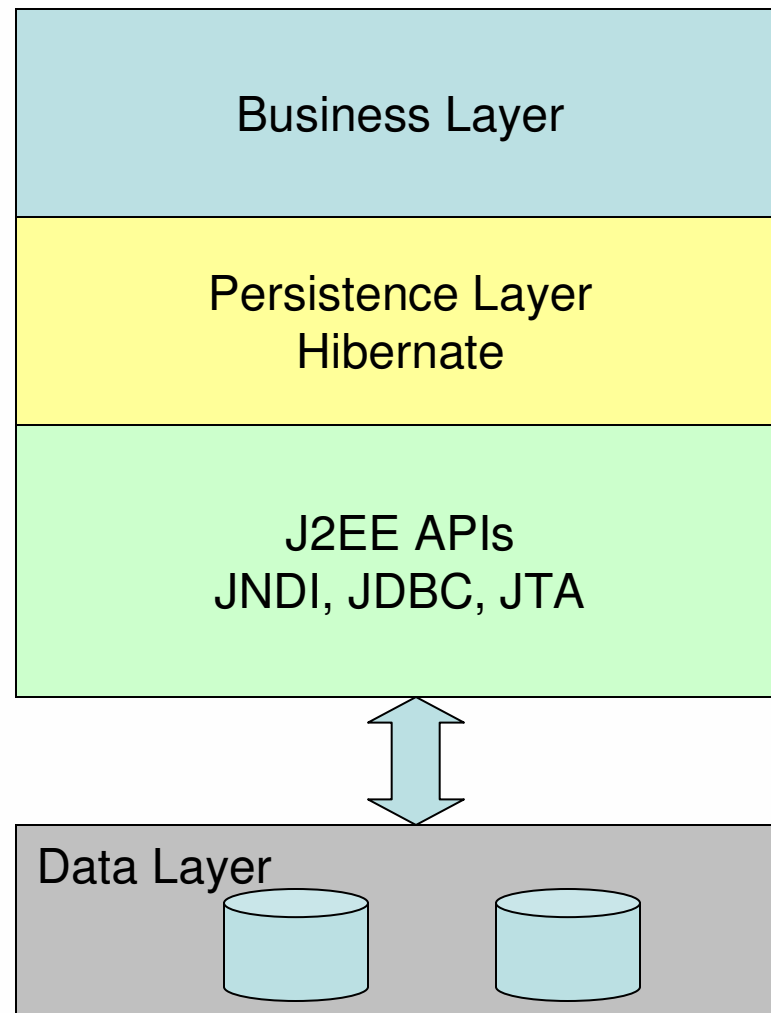 Business Layer
Persistence Layer
Hibernate
J2EE APIs
JNDI, JDBC, JTA
Data Layer